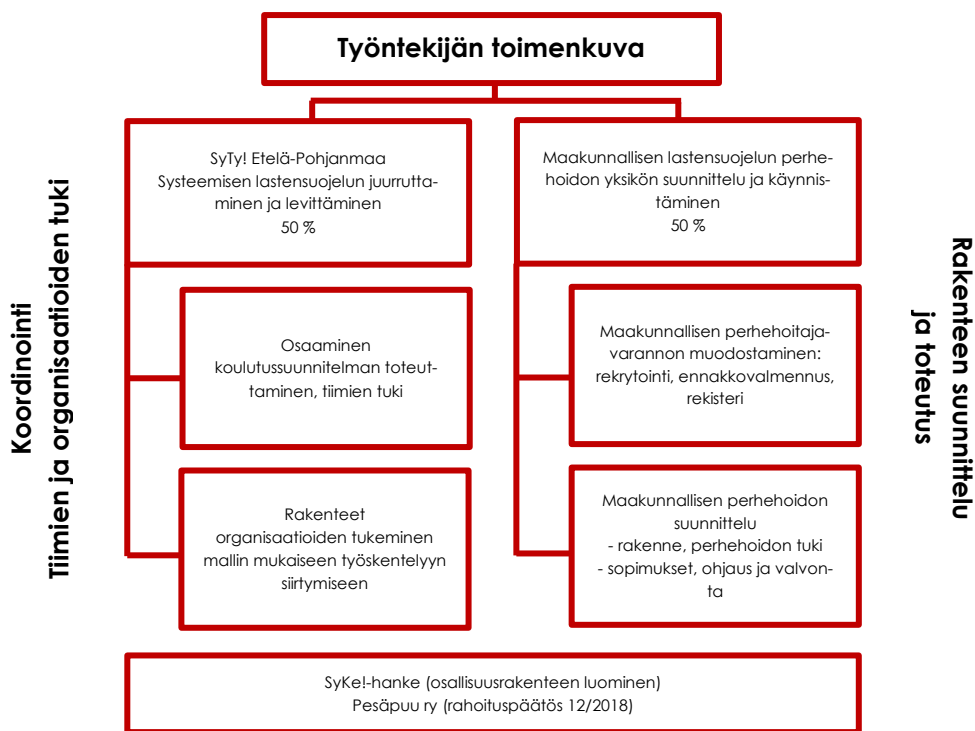 Työntekijän toimenkuva
Koordinointi
Tiimien ja organisaatioiden tuki
SyTy! Etelä-Pohjanmaa
Systeemisen lastensuojelun juurrutta-
minen ja levittäminen
50 %
Osaaminen
koulutussuunnitelman toteut-
taminen, tiimien tuki
Rakenteet
organisaatioiden tukeminen
mallin mukaiseen työskentelyyn
siirtymiseen
Maakunnallisen lastensuojelun perhe-
hoidon yksikön suunnittelu ja käynnis-
täminen
50 %
Maakunnallisen perhehoitaja-
varannon muodostaminen:
rekrytointi, ennakkovalmennus,
rekisteri
Maakunnallisen perhehoidon
suunnittelu
- rakenne, perhehoidon tuki
- sopimukset, ohjaus ja valvon-
ta
Rakenteen suunnittelu
ja toteutus
SyKe!-hanke (osallisuusrakenteen luominen)
Pesäpuu ry (rahoituspäätös 12/2018)